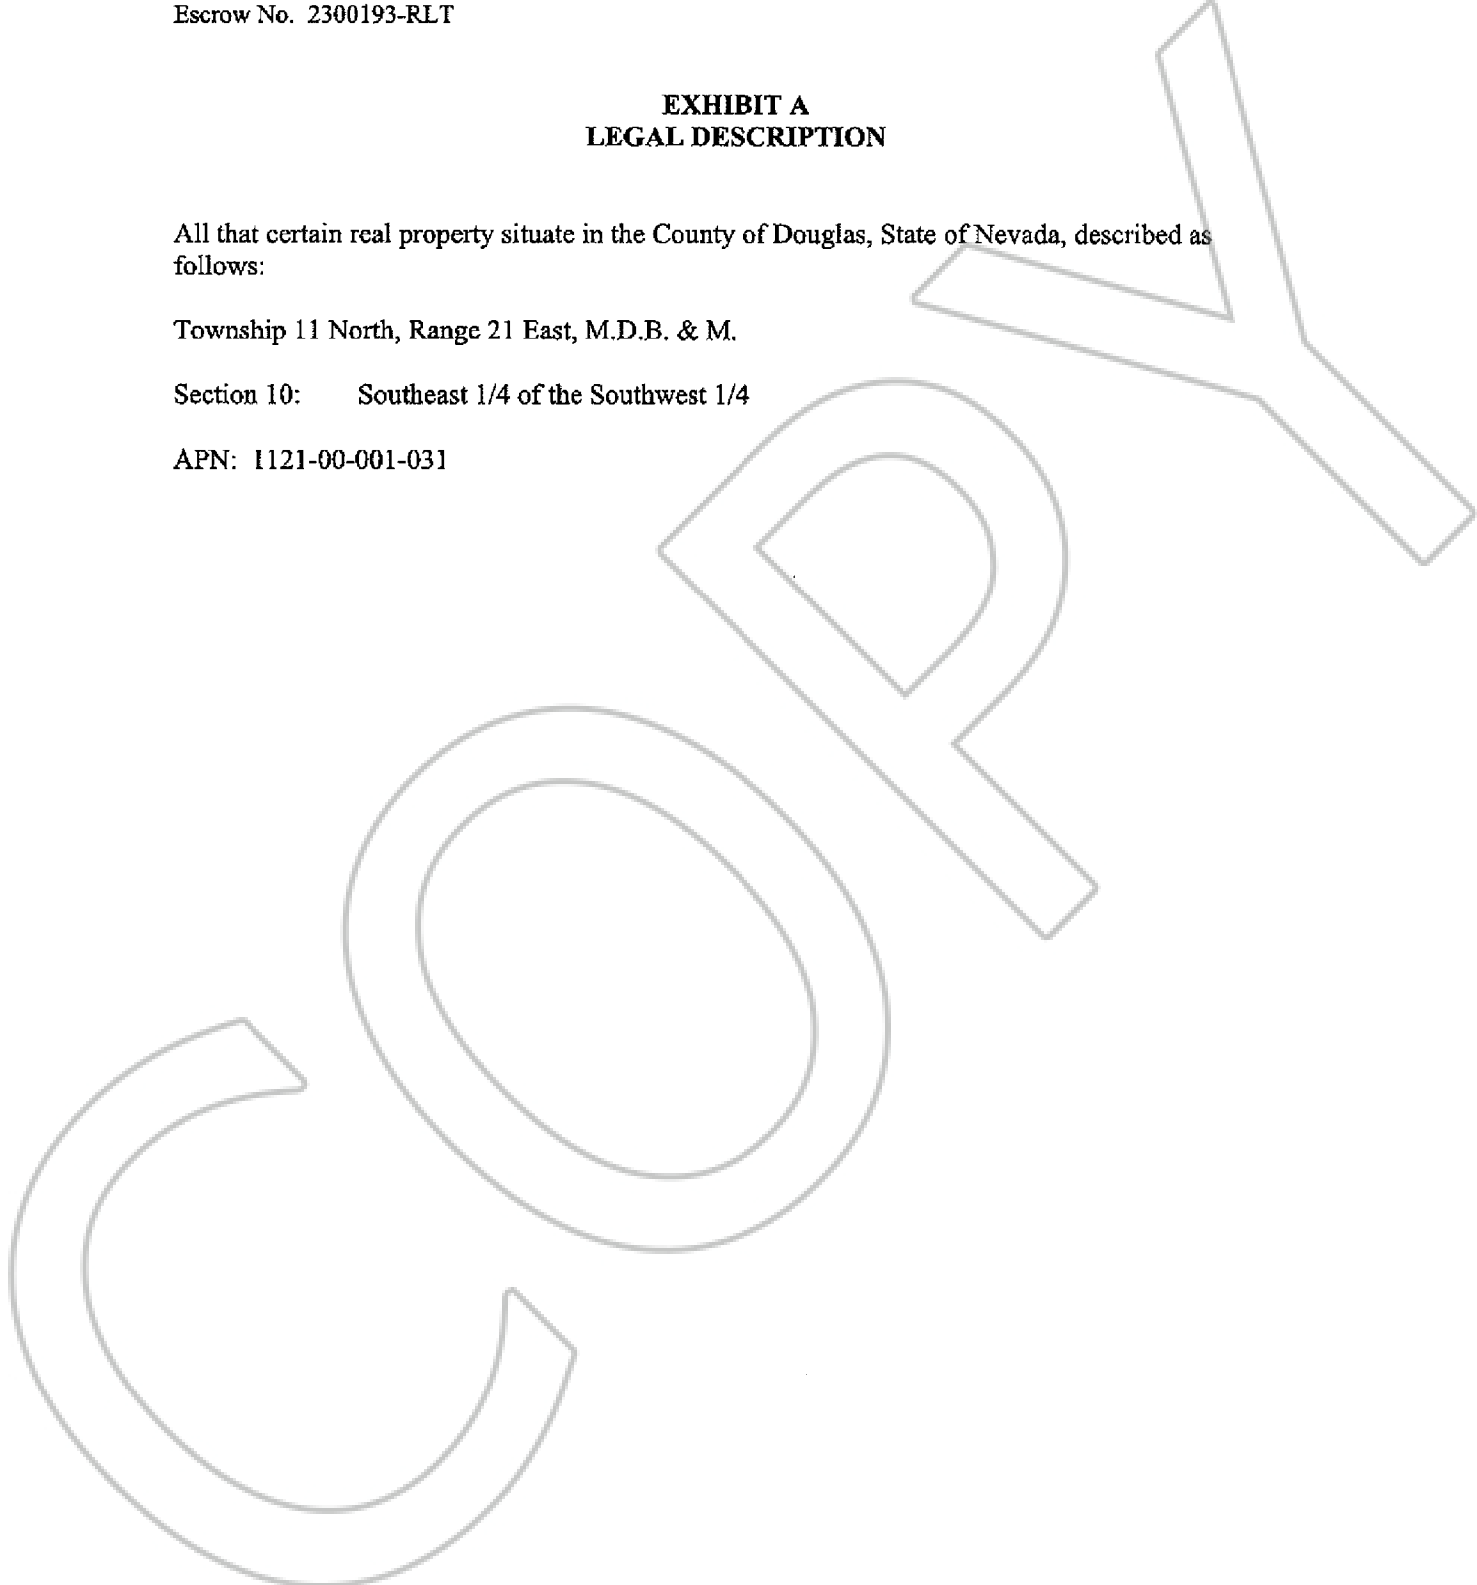 Escrow No. 2300193-RLT
EXHIBIT A
LEGAL DESCRIPTION
All that certain real property situate in the County of Douglas, State of Nevada, described as
follows:
Township 11 North, Range 21 East, M.D.B. & M.
Section 10: Southeast 1/4 of the Southwest 1/4
APN: 1121-00-001-031
COPY